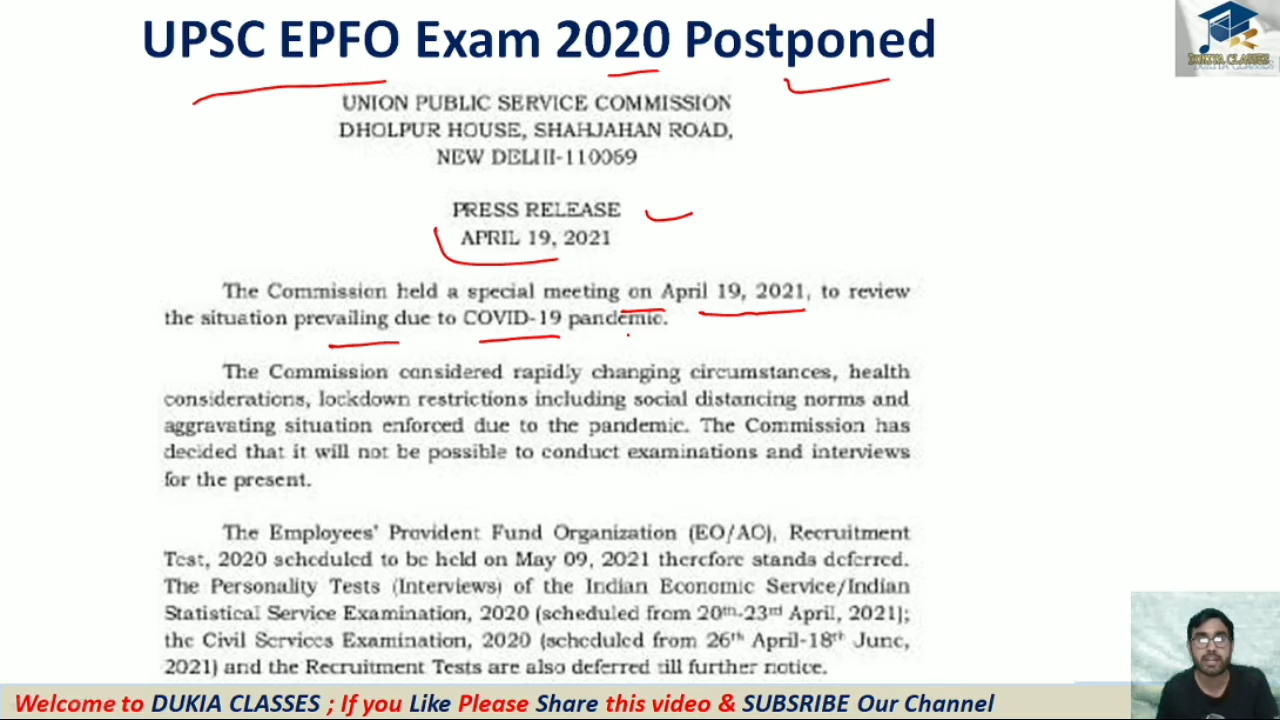 UPSC EPFO Exam 2020 Postponed
DUKIA CLASSES
UNION PUBLIC SERVICE COMMISSION
DHOLPUR HOUSE, SHAHJAHAN ROAD,
NEW DELHI-110069
PRESS RELEASE
APRIL 19, 2021
The Commission held a special meeting on April 19, 2021, to review
the situation prevailing due to COVID-19 pandemic.
The Commission considered rapidly changing circumstances, health
considerations, lockdown restrictions including social distancing norms and
aggravating situation enforced due to the pandemic. The Commission has
decided that it will not be possible to conduct examinations and interviews
for the present.
The Employees' Provident Fund Organization (EO/AO), Recruitment
Test, 2020 scheduled to be held on May 09, 2021 therefore stands deferred.
The Personality Tests (Interviews) of the Indian Economic Service/Indian
Statistical Service Examination, 2020 (scheduled from 20th-23rd April, 2021);
the Civil Services Examination, 2020 (scheduled from 26th April-18th June,
2021) and the Recruitment Tests are also deferred till further notice.
Welcome to DUKIA CLASSES ; If you Like Please Share this video & SUBSRIBE Our Channel